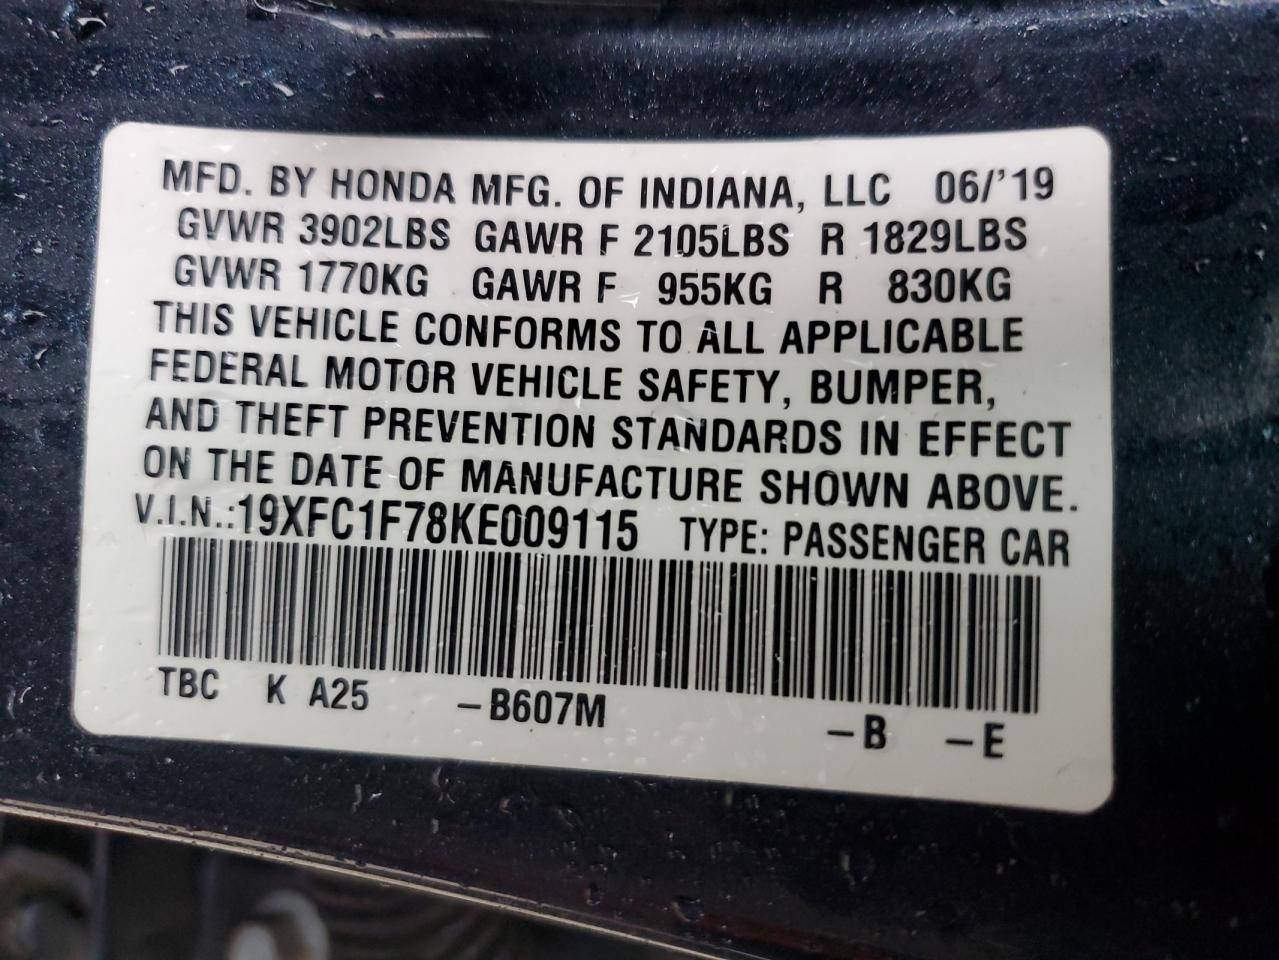 MFD. BY HONDA MFG. OF INDIANA, LLC 06/'19
GVWR 3902LBS GAWR F 2105LBS R 1829LBS
GVWR 1770KG GAWR F 955KG R 830KG
THIS VEHICLE CONFORMS TO ALL APPLICABLE
FEDERAL MOTOR VEHICLE SAFETY, BUMPER,
AND THEFT PREVENTION STANDARDS IN EFFECT
ON THE DATE OF MANUFACTURE SHOWN ABOVE.
V.I.N.:19XFC1F78KE009115 TYPE: PASSENGER CAR
TBC K A25 –B607M –B –E